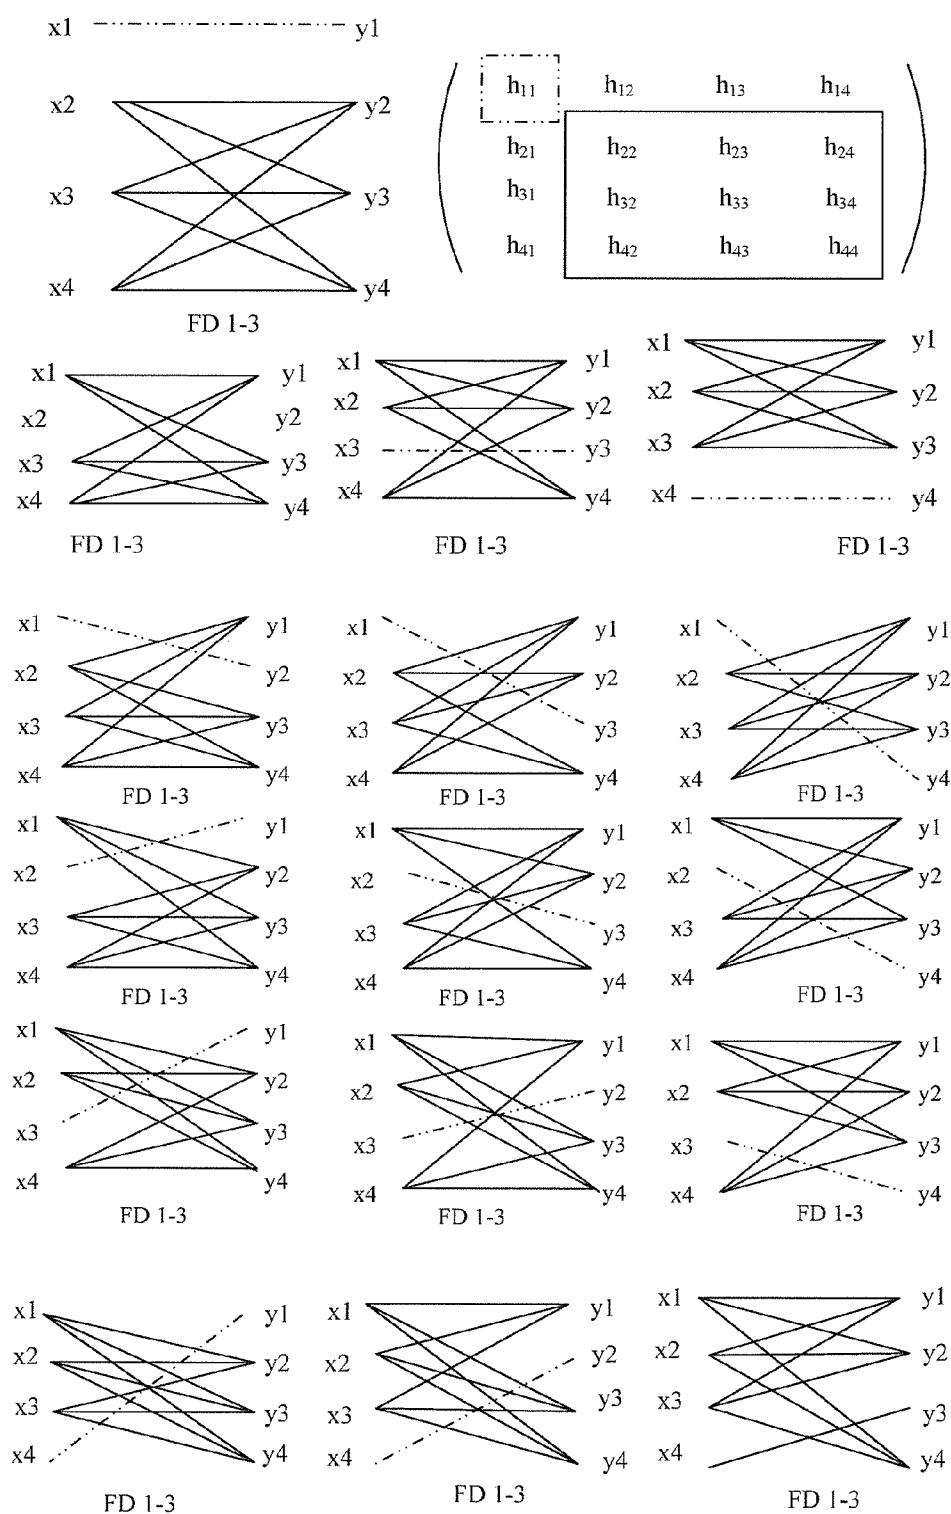 x1 y1
x2 y2
x3 y3
x4 y4
FD 1-3
h11 h12 h13 h14
h21 h22 h23 h24
h31 h32 h33 h34
h41 h42 h43 h44
x1 y1
x2 y2
x3 y3
x4 y4
FD 1-3
x1 y1
x2 y2
x3 y3
x4 y4
FD 1-3
x1 y1
x2 y2
x3 y3
x4 y4
FD 1-3
x1 y1
x2 y2
x3 y3
x4 y4
FD 1-3
x1 y1
x2 y2
x3 y3
x4 y4
FD 1-3
x1 y1
x2 y2
x3 y3
x4 y4
FD 1-3
x1 y1
x2 y2
x3 y3
x4 y4
FD 1-3
x1 y1
x2 y2
x3 y3
x4 y4
FD 1-3
x1 y1
x2 y2
x3 y3
x4 y4
FD 1-3
x1 y1
x2 y2
x3 y3
x4 y4
FD 1-3
x1 y1
x2 y2
x3 y3
x4 y4
FD 1-3
x1 y1
x2 y2
x3 y3
x4 y4
FD 1-3
x1 y1
x2 y2
x3 y3
x4 y4
FD 1-3
x1 y1
x2 y2
x3 y3
x4 y4
FD 1-3
x1 y1
x2 y2
x3 y3
x4 y4
FD 1-3